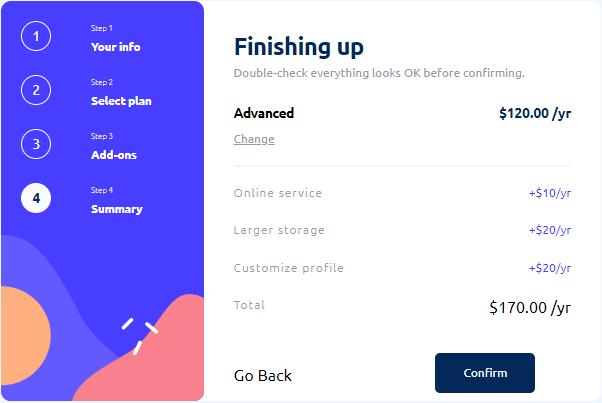 1
Step 1
Your info
2
Step 2
Select plan
3
Step 3
Add-ons
4
Step 4
Summary
Finishing up
Double-check everything looks OK before confirming.
Advanced $120.00 /yr
Change
Online service +$10/yr
Larger storage +$20/yr
Customize profile +$20/yr
Total $170.00 /yr
Go Back Confirm